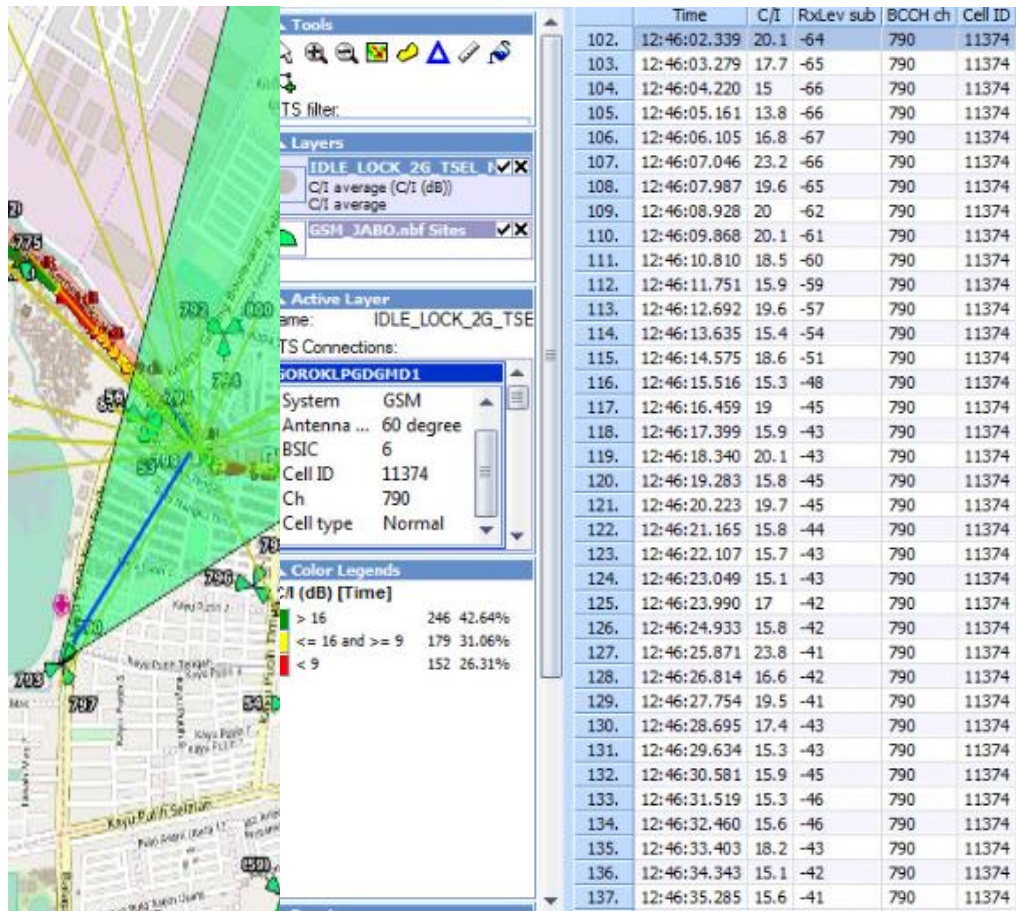 775
792
800
798
53
796
793
797
Kayu Putih 2
Kayu Putih Tengah
Kayu Putih 4
Kayu Putih Timur
Kayu Putih 5
Kayu Putih 7
Kayu Putih Selatan
Tools
TS filter:
Layers
IDLE_LOCK_2G_TSEL
C/I average (C/I (dB))
C/I average
GSM_JABO.nbf Sites
Active Layer
ame: IDLE_LOCK_2G_TSE
TS Connections:
GOROKLPGDGMD1
System GSM
Antenna ... 60 degree
BSIC 6
Cell ID 11374
Ch 790
Cell type Normal
Color Legends
C/I (dB) [Time]
> 16 246 42.64%
<= 16 and >= 9 179 31.06%
< 9 152 26.31%
Time C/I RxLev sub BCCH ch Cell ID
102. 12:46:02.339 20.1 -64 790 11374
103. 12:46:03.279 17.7 -65 790 11374
104. 12:46:04.220 15 -66 790 11374
105. 12:46:05.161 13.8 -66 790 11374
106. 12:46:06.105 16.8 -67 790 11374
107. 12:46:07.046 23.2 -66 790 11374
108. 12:46:07.987 19.6 -65 790 11374
109. 12:46:08.928 20 -62 790 11374
110. 12:46:09.868 20.1 -61 790 11374
111. 12:46:10.810 18.5 -60 790 11374
112. 12:46:11.751 15.9 -59 790 11374
113. 12:46:12.692 19.6 -57 790 11374
114. 12:46:13.635 15.4 -54 790 11374
115. 12:46:14.575 18.6 -51 790 11374
116. 12:46:15.516 15.3 -48 790 11374
117. 12:46:16.459 19 -45 790 11374
118. 12:46:17.399 15.9 -43 790 11374
119. 12:46:18.340 20.1 -43 790 11374
120. 12:46:19.283 15.8 -45 790 11374
121. 12:46:20.223 19.7 -45 790 11374
122. 12:46:21.165 15.8 -44 790 11374
123. 12:46:22.107 15.7 -43 790 11374
124. 12:46:23.049 15.1 -43 790 11374
125. 12:46:23.990 17 -42 790 11374
126. 12:46:24.933 15.8 -42 790 11374
127. 12:46:25.871 23.8 -41 790 11374
128. 12:46:26.814 16.6 -42 790 11374
129. 12:46:27.754 19.5 -41 790 11374
130. 12:46:28.695 17.4 -43 790 11374
131. 12:46:29.634 15.3 -43 790 11374
132. 12:46:30.581 15.9 -45 790 11374
133. 12:46:31.519 15.3 -46 790 11374
134. 12:46:32.460 15.6 -46 790 11374
135. 12:46:33.403 18.2 -43 790 11374
136. 12:46:34.343 15.1 -42 790 11374
137. 12:46:35.285 15.6 -41 790 11374